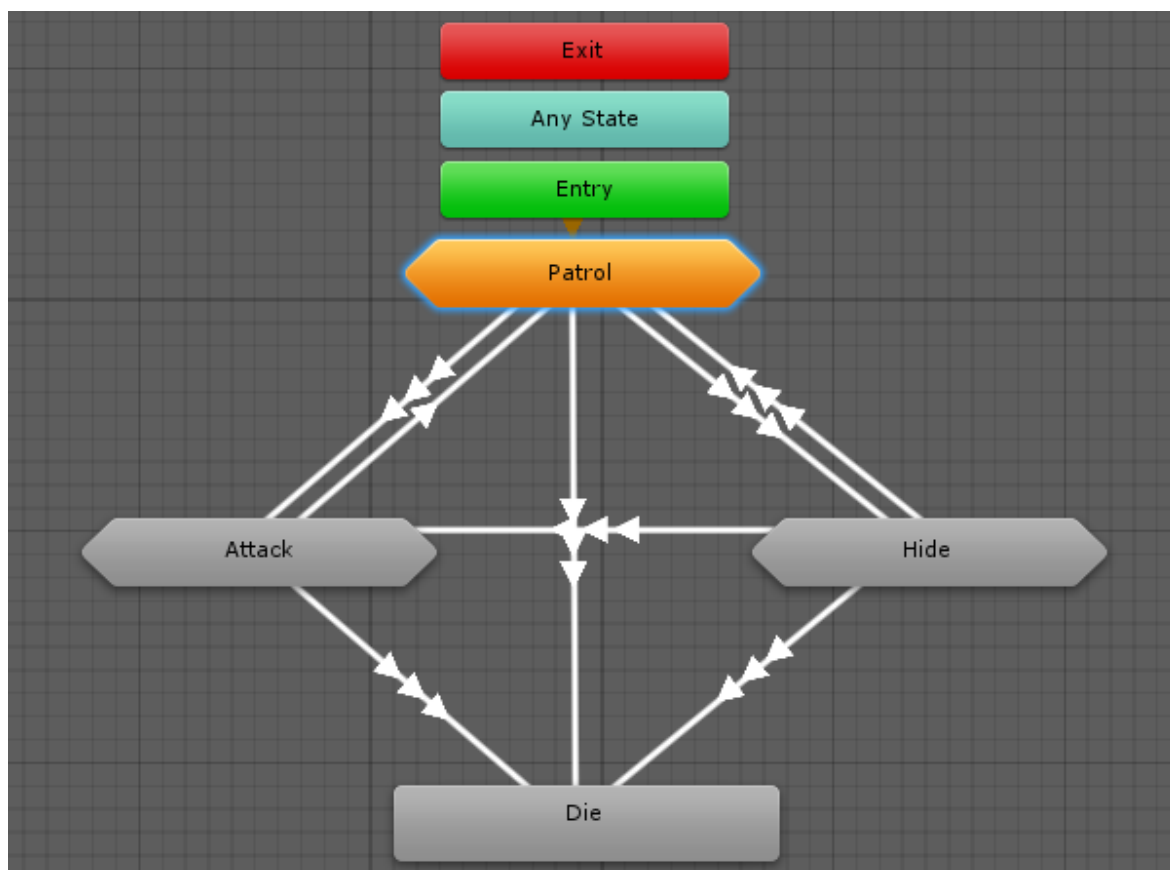 Exit
Any State
Entry
Patrol
Attack
Hide
Die